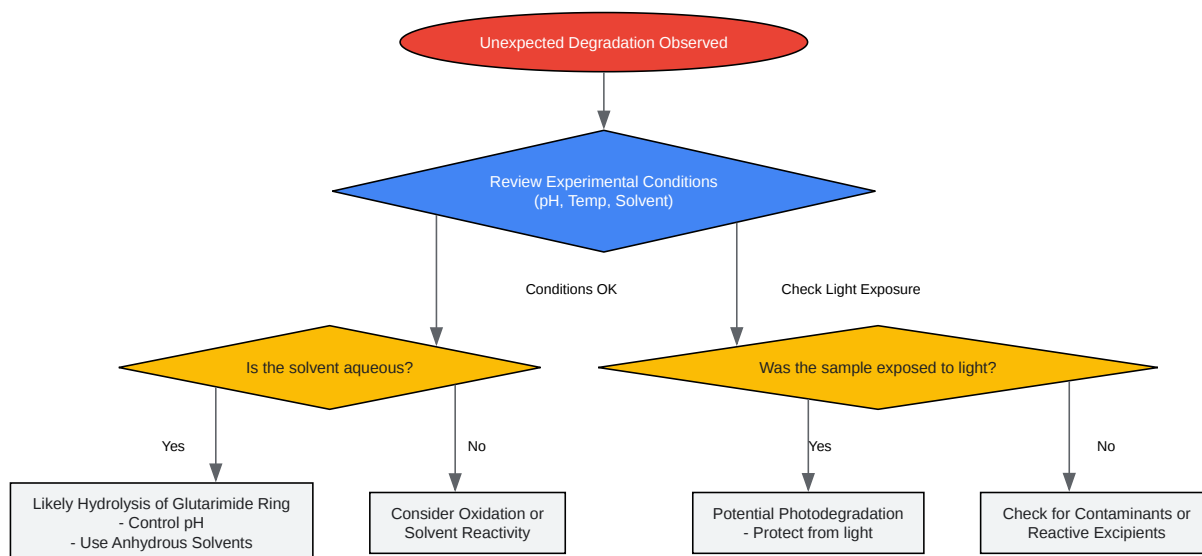 Unexpected Degradation Observed
Review Experimental Conditions
(pH, Temp, Solvent)
Conditions OK
Check Light Exposure
Is the solvent aqueous?
Was the sample exposed to light?
Yes
No
Yes
No
Likely Hydrolysis of Glutarimide Ring
- Control pH
- Use Anhydrous Solvents
Consider Oxidation or
Solvent Reactivity
Potential Photodegradation
- Protect from light
Check for Contaminants or
Reactive Excipients